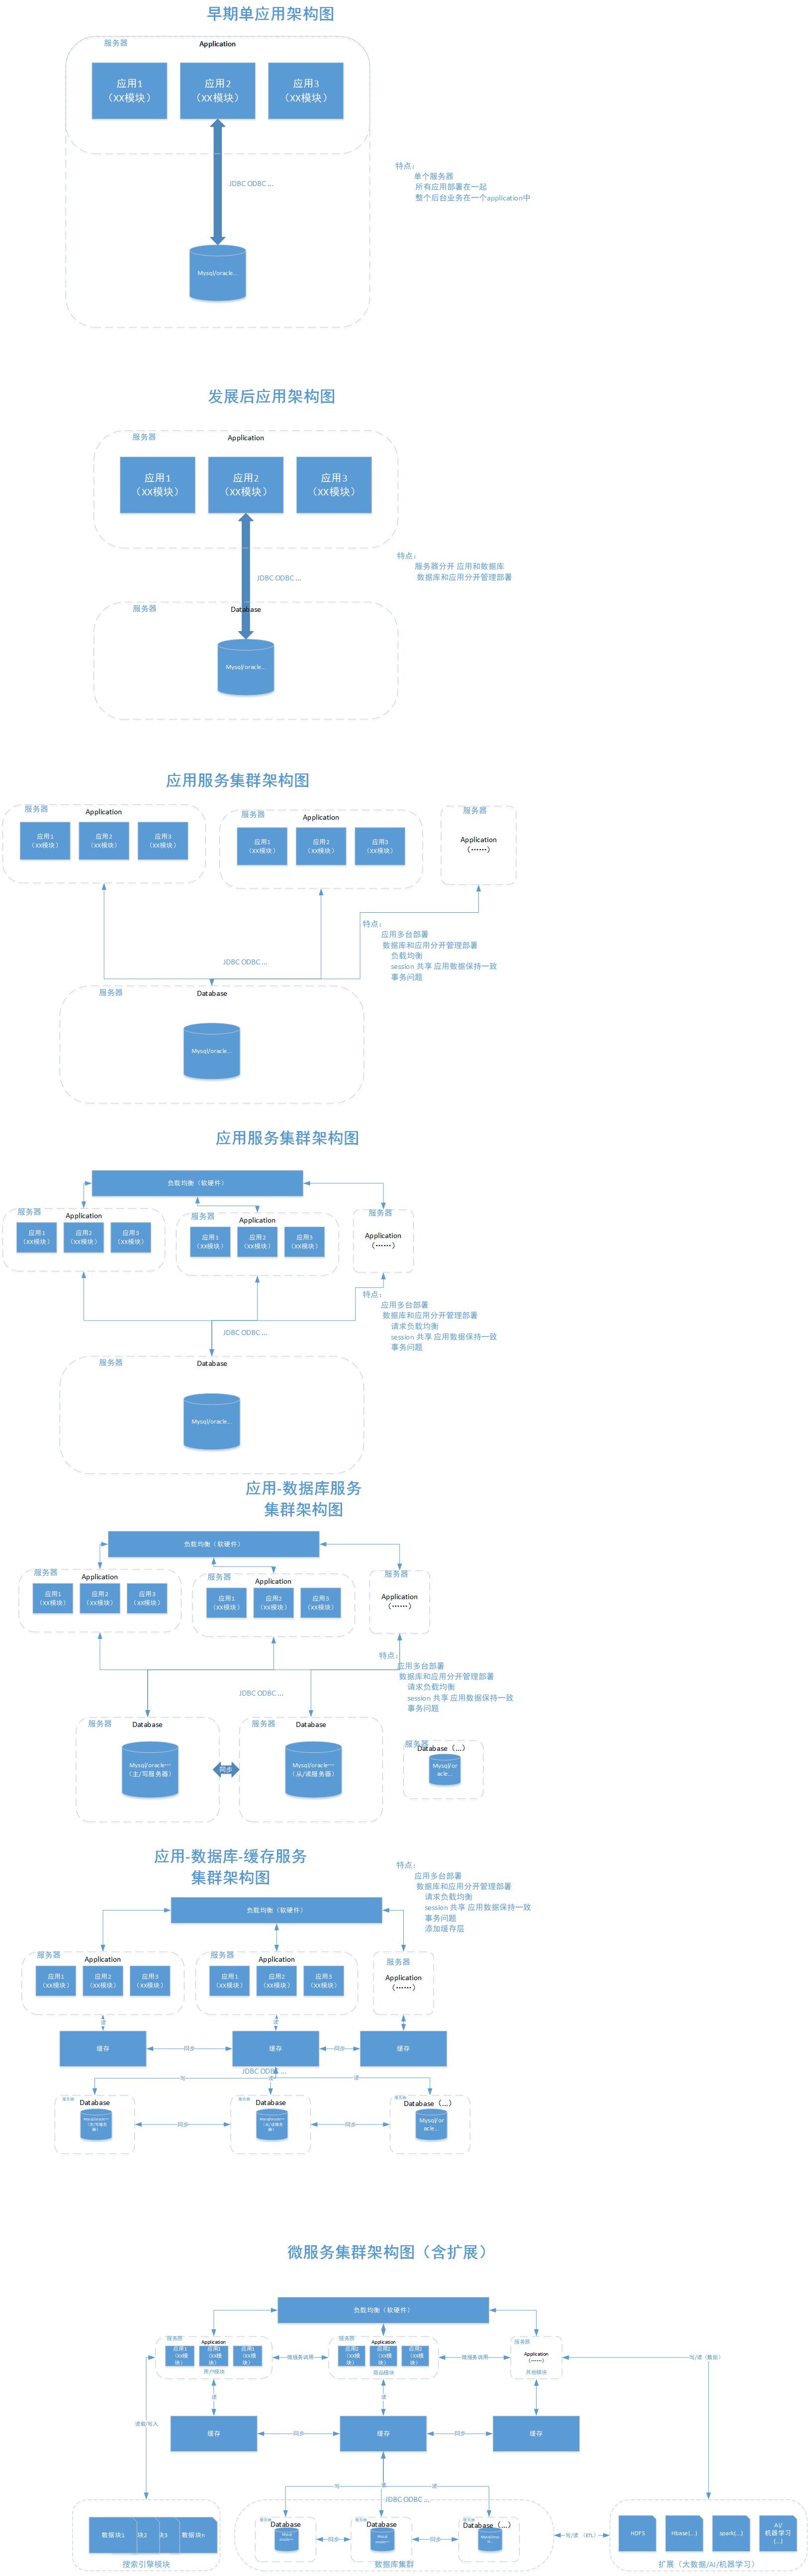 早期单应用架构图
服务器
Application
应用1
（XX模块）
应用2
（XX模块）
应用3
（XX模块）
JDBC ODBC ...
Mysql/oracle...
特点：
单个服务器
所有应用部署在一起
整个后台业务在一个application中
发展后应用架构图
服务器
Application
应用1
（XX模块）
应用2
（XX模块）
应用3
（XX模块）
JDBC ODBC ...
服务器
Database
Mysql/oracle...
特点：
服务器分开 应用和数据库
数据库和应用分开管理部署
应用服务集群架构图
服务器
Application
应用1
（XX模块）
应用2
（XX模块）
应用3
（XX模块）
服务器
Application
应用1
（XX模块）
应用2
（XX模块）
应用3
（XX模块）
服务器
Application
（……）
JDBC ODBC ...
特点：
应用多台部署
数据库和应用分开管理部署
负载均衡
session 共享 应用数据保持一致
事务问题
服务器
Database
Mysql/oracle...
应用服务集群架构图
负载均衡（软硬件）
服务器
Application
应用1
（XX模块）
应用2
（XX模块）
应用3
（XX模块）
服务器
Application
应用1
（XX模块）
应用2
（XX模块）
应用3
（XX模块）
服务器
Application
（……）
JDBC ODBC ...
特点：
应用多台部署
数据库和应用分开管理部署
请求负载均衡
session 共享 应用数据保持一致
事务问题
服务器
Database
Mysql/oracle...
应用-数据库服务
集群架构图
负载均衡（软硬件）
服务器
Application
应用1
（XX模块）
应用2
（XX模块）
应用3
（XX模块）
服务器
Application
应用1
（XX模块）
应用2
（XX模块）
应用3
（XX模块）
服务器
Application
（……）
特点：
应用多台部署
数据库和应用分开管理部署
请求负载均衡
session 共享 应用数据保持一致
事务问题
JDBC ODBC ...
服务器
Database
Mysql/oracle……
（主/写服务器）
同步
服务器
Database
Mysql/oracle……
（从/读服务器）
服务器
Database（...）
Mysql/or
acle...
应用-数据库-缓存服务
集群架构图
特点：
应用多台部署
数据库和应用分开管理部署
请求负载均衡
session 共享 应用数据保持一致
事务问题
添加缓存层
负载均衡（软硬件）
服务器
Application
应用1
（XX模块）
应用2
（XX模块）
应用3
（XX模块）
服务器
Application
应用1
（XX模块）
应用2
（XX模块）
应用3
（XX模块）
服务器
Application
（……）
读
读
缓存
同步
缓存
同步
缓存
JDBC ODBC ...
写
读
读
服务器
Database
同步
服务器
Database
同步
服务器
Database（...）
Mysql/or
acle...
微服务集群架构图（含扩展）
负载均衡（软硬件）
服务器
Application
应用1
（XX模
块）
应用1
（XX模
块）
应用1
（XX模
块）
用户模块
微服务调用
服务器
Application
应用2
（XX模
块）
应用2
（XX模
块）
应用2
（XX模
块）
商品模块
微服务调用
服务器
Application
（……）
其他模块
写/读（数据）
读
读
读取/写入
缓存
同步
缓存
同步
缓存
写
读
读
JDBC ODBC ...
数据块1
块2
块3
数据块n
搜索引擎模块
服务器
Database
同步
服务器
Database
同步
服务器
Database（...）
数据库集群
写/读 （ETL）
HDFS
Hbase(...)
spark(...)
AI/
机器学习
(...)
扩展（大数据/AI/机器学习）